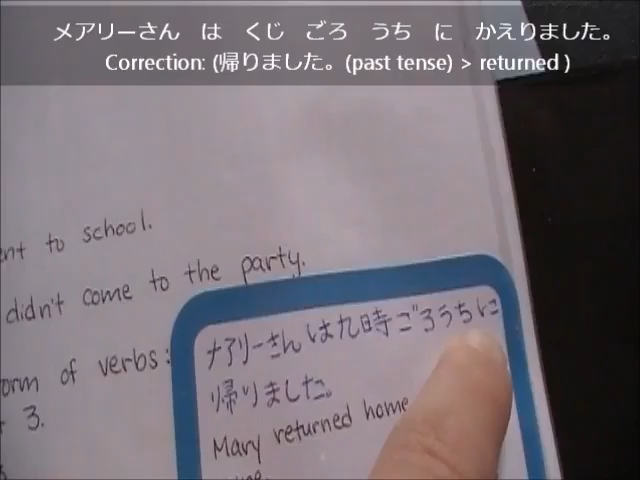 メアリーさん は くじ ごろ うち に かえりました。
Correction: (帰りました。(past tense) > returned )
ent to school.
didn't come to the party.
orm of verbs:
3.
メアリーさんは九時ごろうちに
帰りました。
Mary returned home